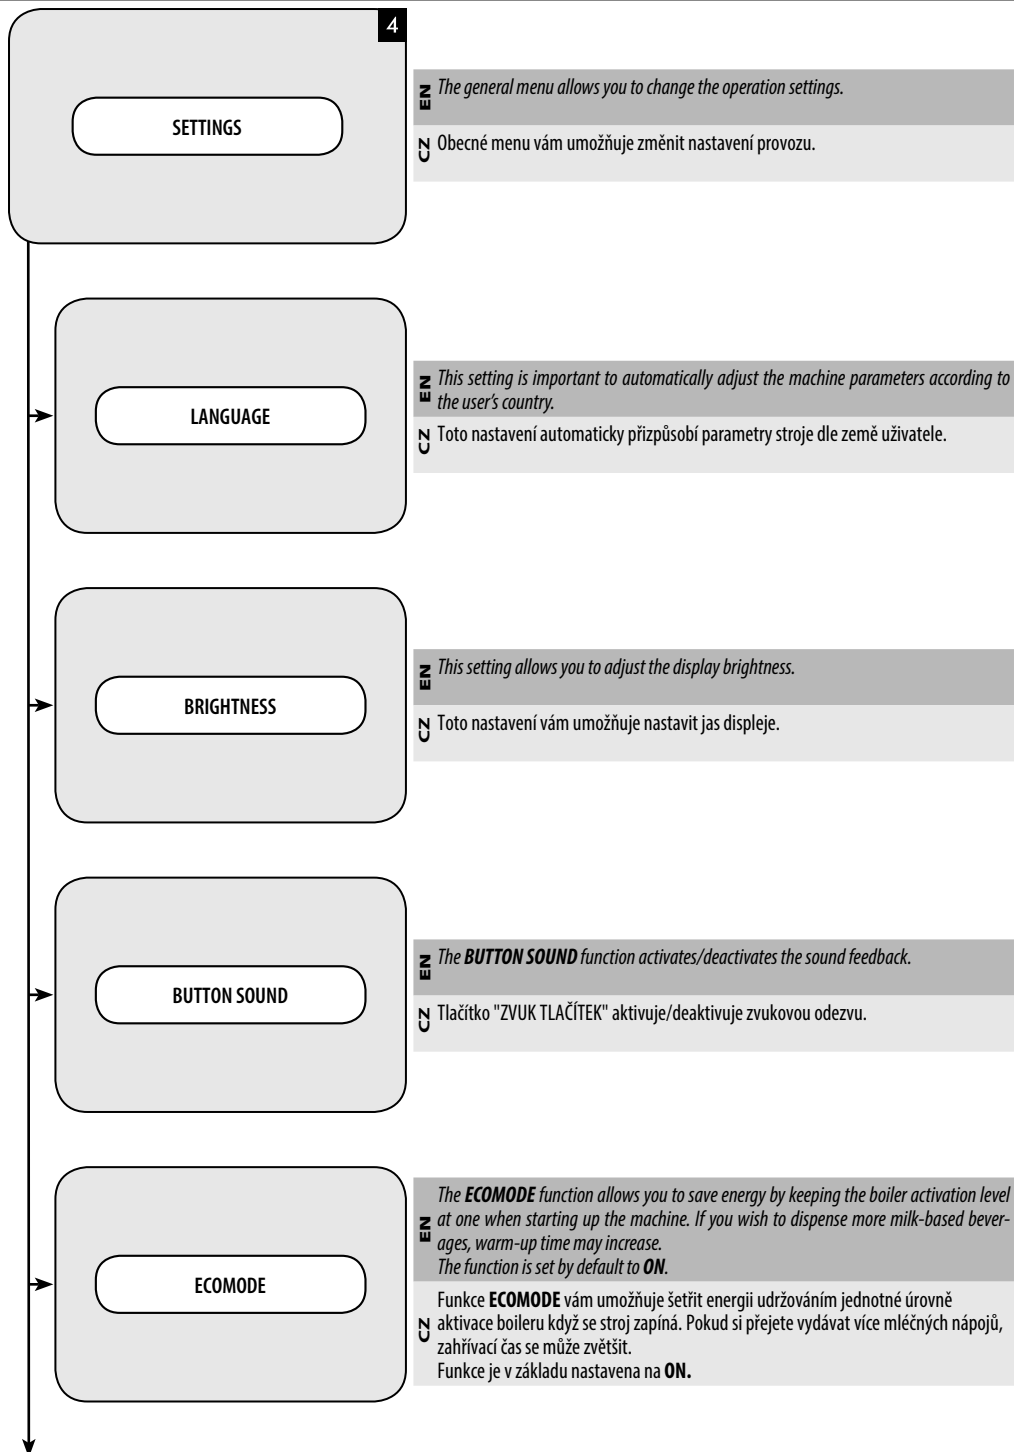 4
SETTINGS
EN
The general menu allows you to change the operation settings.
CZ
Obecné menu vám umožňuje změnit nastavení provozu.
LANGUAGE
EN
This setting is important to automatically adjust the machine parameters according to
the user's country.
CZ
Toto nastavení automaticky přizpůsobí parametry stroje dle země uživatele.
BRIGHTNESS
EN
This setting allows you to adjust the display brightness.
CZ
Toto nastavení vám umožňuje nastavit jas displeje.
BUTTON SOUND
EN
The BUTTON SOUND function activates/deactivates the sound feedback.
CZ
Tlačítko "ZVUK TLAČÍTEK" aktivuje/deaktivuje zvukovou odezvu.
ECOMODE
EN
The ECOMODE function allows you to save energy by keeping the boiler activation level
at one when starting up the machine. If you wish to dispense more milk-based bever-
ages, warm-up time may increase.
The function is set by default to ON.
CZ
Funkce ECOMODE vám umožňuje šetřit energii udržováním jednotné úrovně
aktivace boileru když se stroj zapíná. Pokud si přejete vydávat více mléčných nápojů,
zahřívací čas se může zvětšit.
Funkce je v základu nastavena na ON.